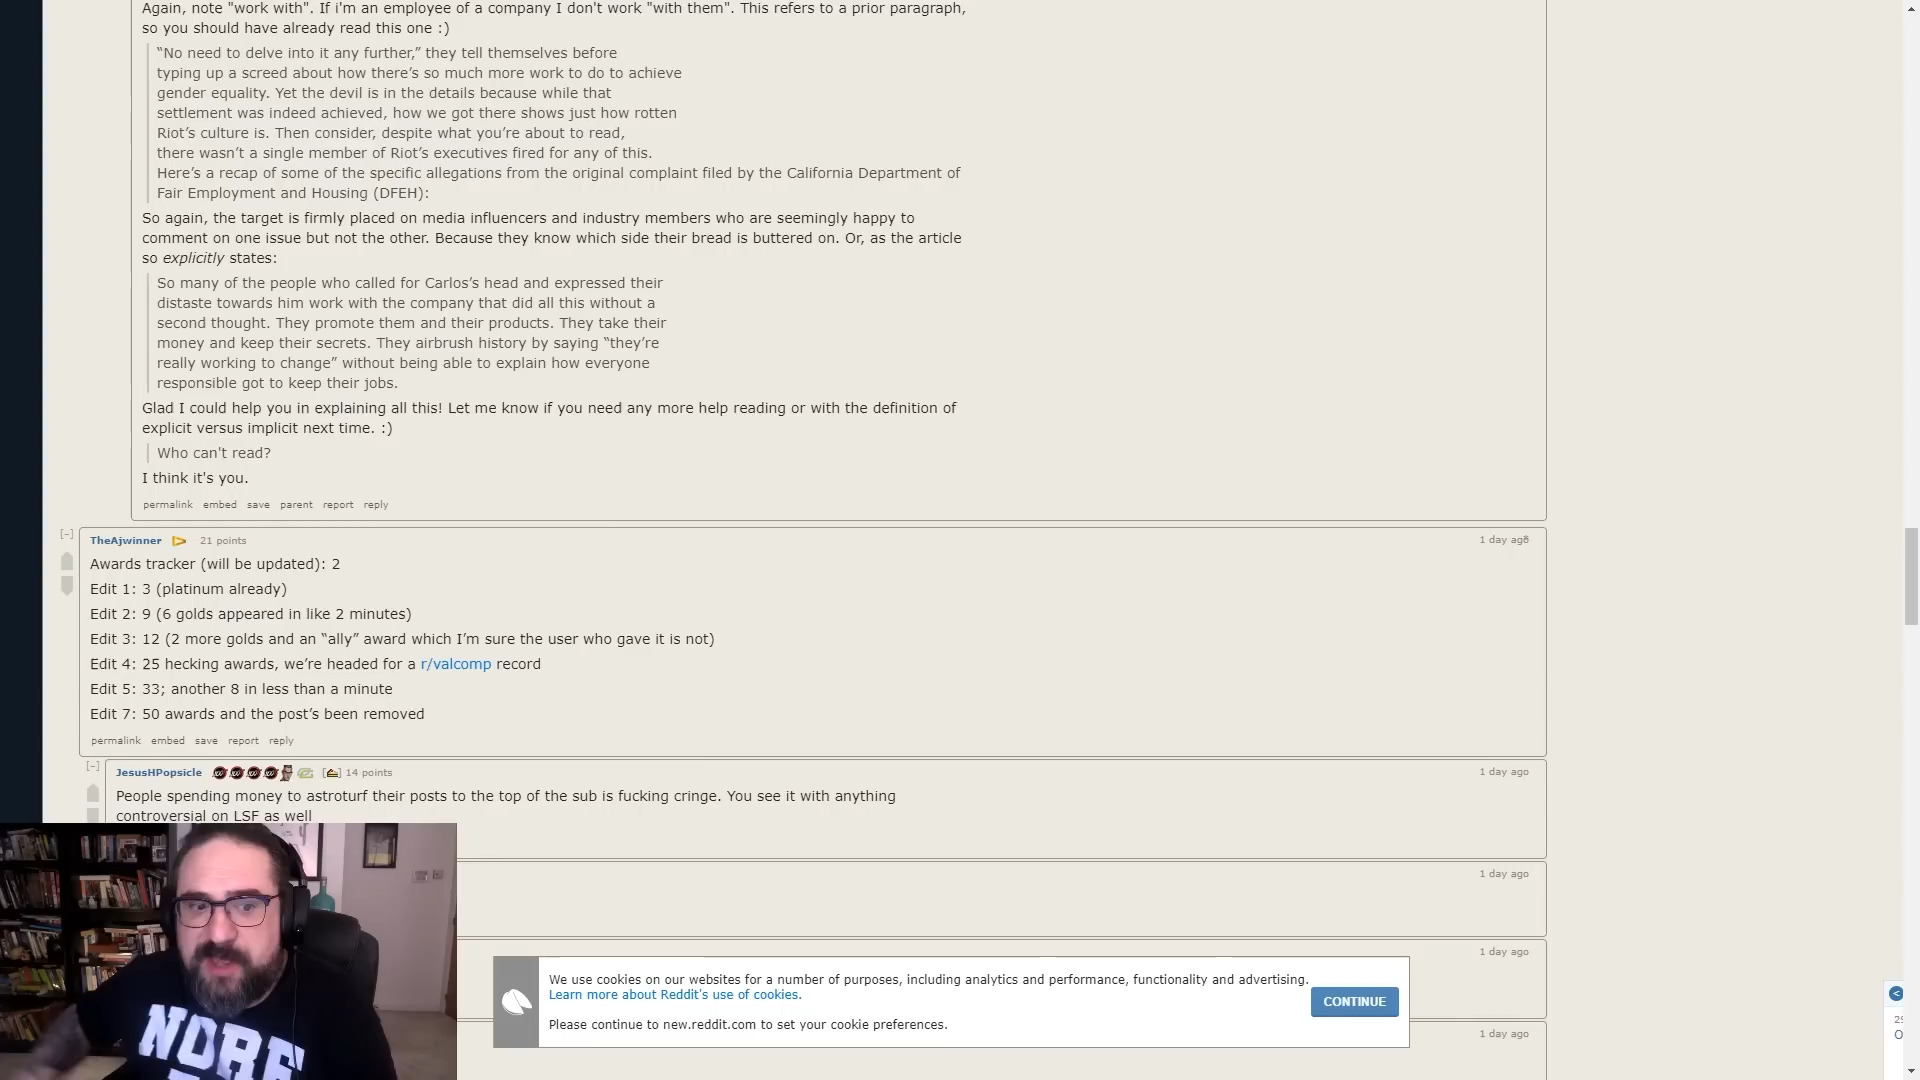 Again, note "work with". If i'm an employee of a company I don't work "with them". This refers to a prior paragraph,
so you should have already read this one :)
“No need to delve into it any further,” they tell themselves before
typing up a screed about how there’s so much more work to do to achieve
gender equality. Yet the devil is in the details because while that
settlement was indeed achieved, how we got there shows just how rotten
Riot’s culture is. Then consider, despite what you’re about to read,
there wasn’t a single member of Riot’s executives fired for any of this.
Here’s a recap of some of the specific allegations from the original complaint filed by the California Department of
Fair Employment and Housing (DFEH):
So again, the target is firmly placed on media influencers and industry members who are seemingly happy to
comment on one issue but not the other. Because they know which side their bread is buttered on. Or, as the article
so explicitly states:
So many of the people who called for Carlos’s head and expressed their
distaste towards him work with the company that did all this without a
second thought. They promote them and their products. They take their
money and keep their secrets. They airbrush history by saying “they’re
really working to change” without being able to explain how everyone
responsible got to keep their jobs.
Glad I could help you in explaining all this! Let me know if you need any more help reading or with the definition of
explicit versus implicit next time. :)
Who can't read?
I think it's you.
permalink embed save parent report reply
[–] TheAjwinner 21 points 1 day ago
Awards tracker (will be updated): 2
Edit 1: 3 (platinum already)
Edit 2: 9 (6 golds appeared in like 2 minutes)
Edit 3: 12 (2 more golds and an “ally” award which I’m sure the user who gave it is not)
Edit 4: 25 hecking awards, we’re headed for a r/valcomp record
Edit 5: 33; another 8 in less than a minute
Edit 7: 50 awards and the post’s been removed
permalink embed save report reply
[–] JesusHPopsicle 14 points 1 day ago
People spending money to astroturf their posts to the top of the sub is fucking cringe. You see it with anything
controversial on LSF as well
1 day ago
1 day ago
We use cookies on our websites for a number of purposes, including analytics and performance, functionality and advertising.
Learn more about Reddit's use of cookies.
CONTINUE
Please continue to new.reddit.com to set your cookie preferences.
1 day ago